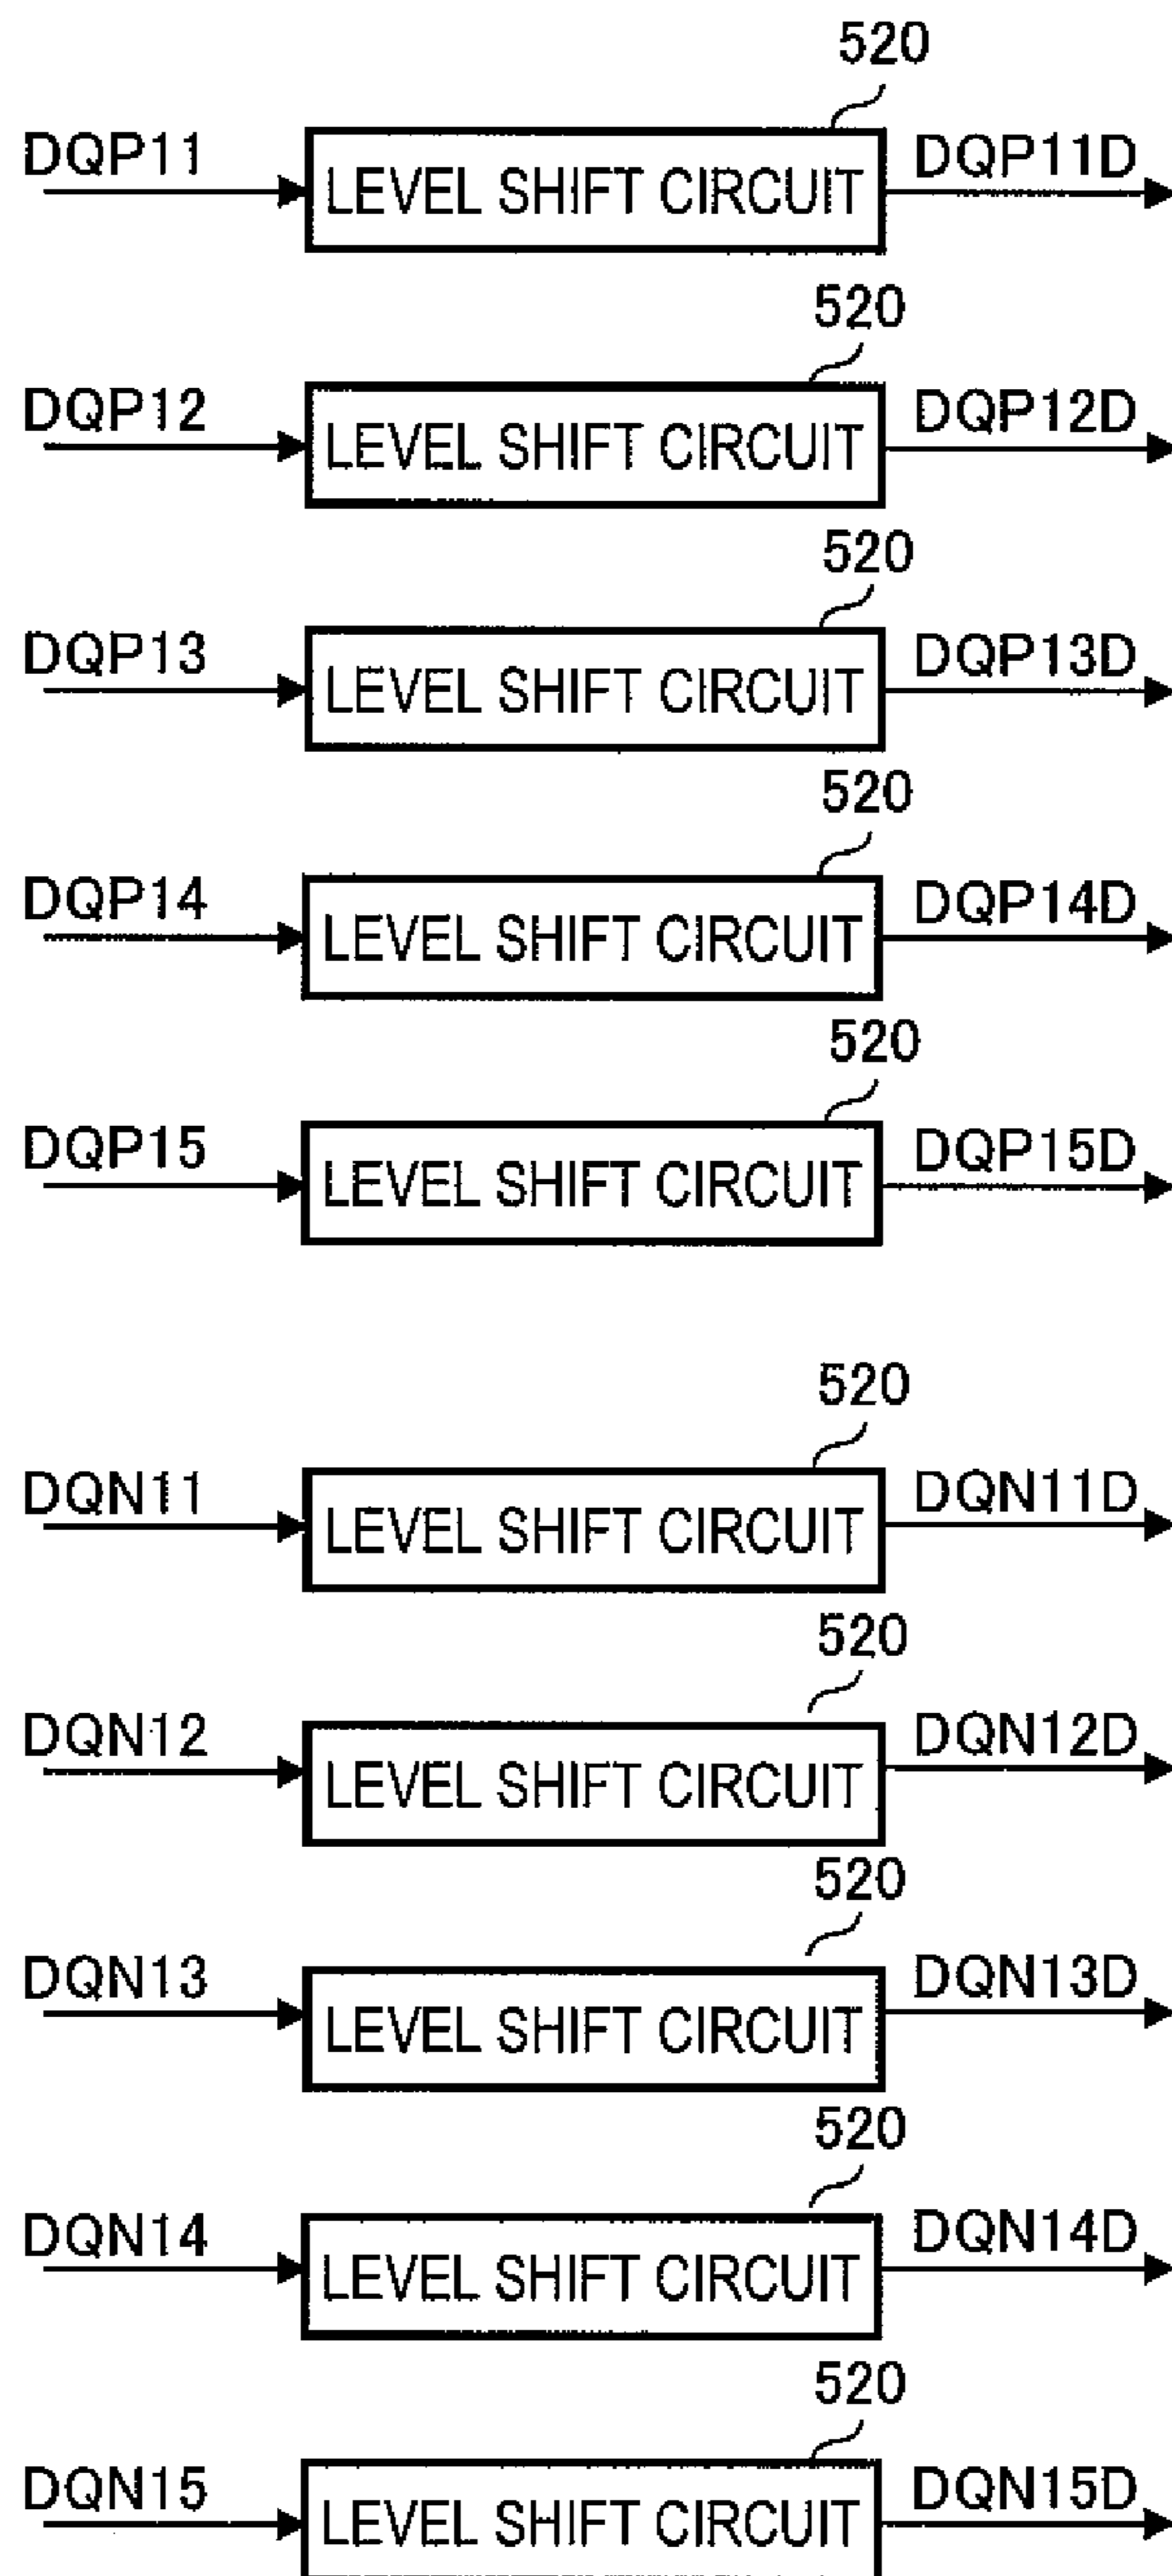 520
DQP11 LEVEL SHIFT CIRCUIT DQP11D
520
DQP12 LEVEL SHIFT CIRCUIT DQP12D
520
DQP13 LEVEL SHIFT CIRCUIT DQP13D
520
DQP14 LEVEL SHIFT CIRCUIT DQP14D
520
DQP15 LEVEL SHIFT CIRCUIT DQP15D
520
DQN11 LEVEL SHIFT CIRCUIT DQN11D
520
DQN12 LEVEL SHIFT CIRCUIT DQN12D
520
DQN13 LEVEL SHIFT CIRCUIT DQN13D
520
DQN14 LEVEL SHIFT CIRCUIT DQN14D
520
DQN15 LEVEL SHIFT CIRCUIT DQN15D